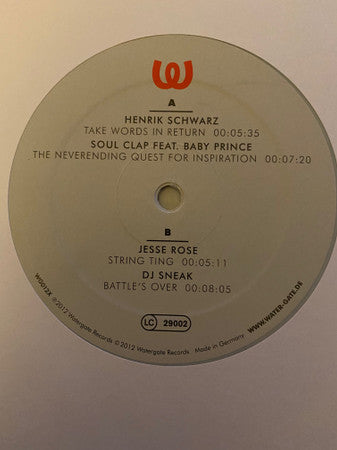 A
HENRIK SCHWARZ
TAKE WORDS IN RETURN 00:05:35
SOUL CLAP FEAT. BABY PRINCE
THE NEVERENDING QUEST FOR INSPIRATION 00:07:20
B
JESSE ROSE
STRING TING 00:05:11
DJ SNEAK
BATTLE'S OVER 00:08:05
LC 29002
WG012X ℗2012 Watergate Records ©2012 Watergate Records Made in Germany
WWW.WATER-GATE.DE